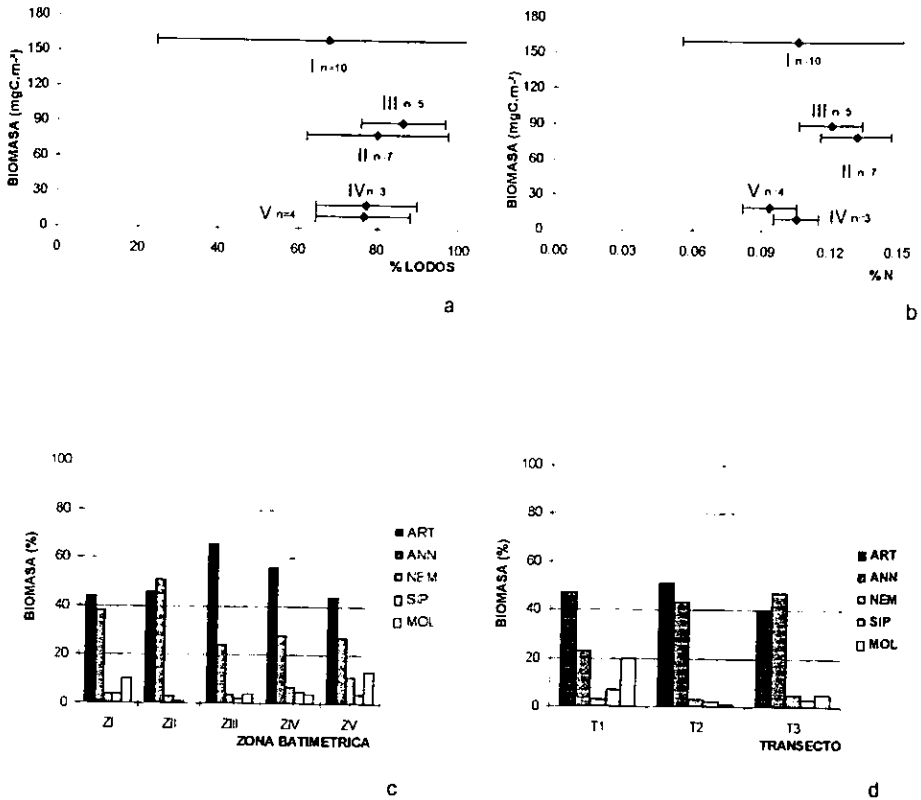 180
150
120
90
60
30
0
BIOMASA (mgC.m-²)
I n=10
III n=5
II n=7
IV n=3
V n=4
0
20
40
60
80
100
% LODOS
a
180
150
120
90
60
30
0
BIOMASA (mgC.m-²)
I n=10
III n=5
II n=7
V n=4
IV n=3
0.00
0.03
0.06
0.09
0.12
0.15
% N
b
100
80
60
40
20
0
BIOMASA (%)
ART
ANN
NEM
SIP
MOL
ZI
ZII
ZIII
ZIV
ZV
ZONA BATIMETRICA
c
100
80
60
40
20
0
BIOMASA (%)
ART
ANN
NEM
SIP
MOL
T1
T2
T3
TRANSECTO
d